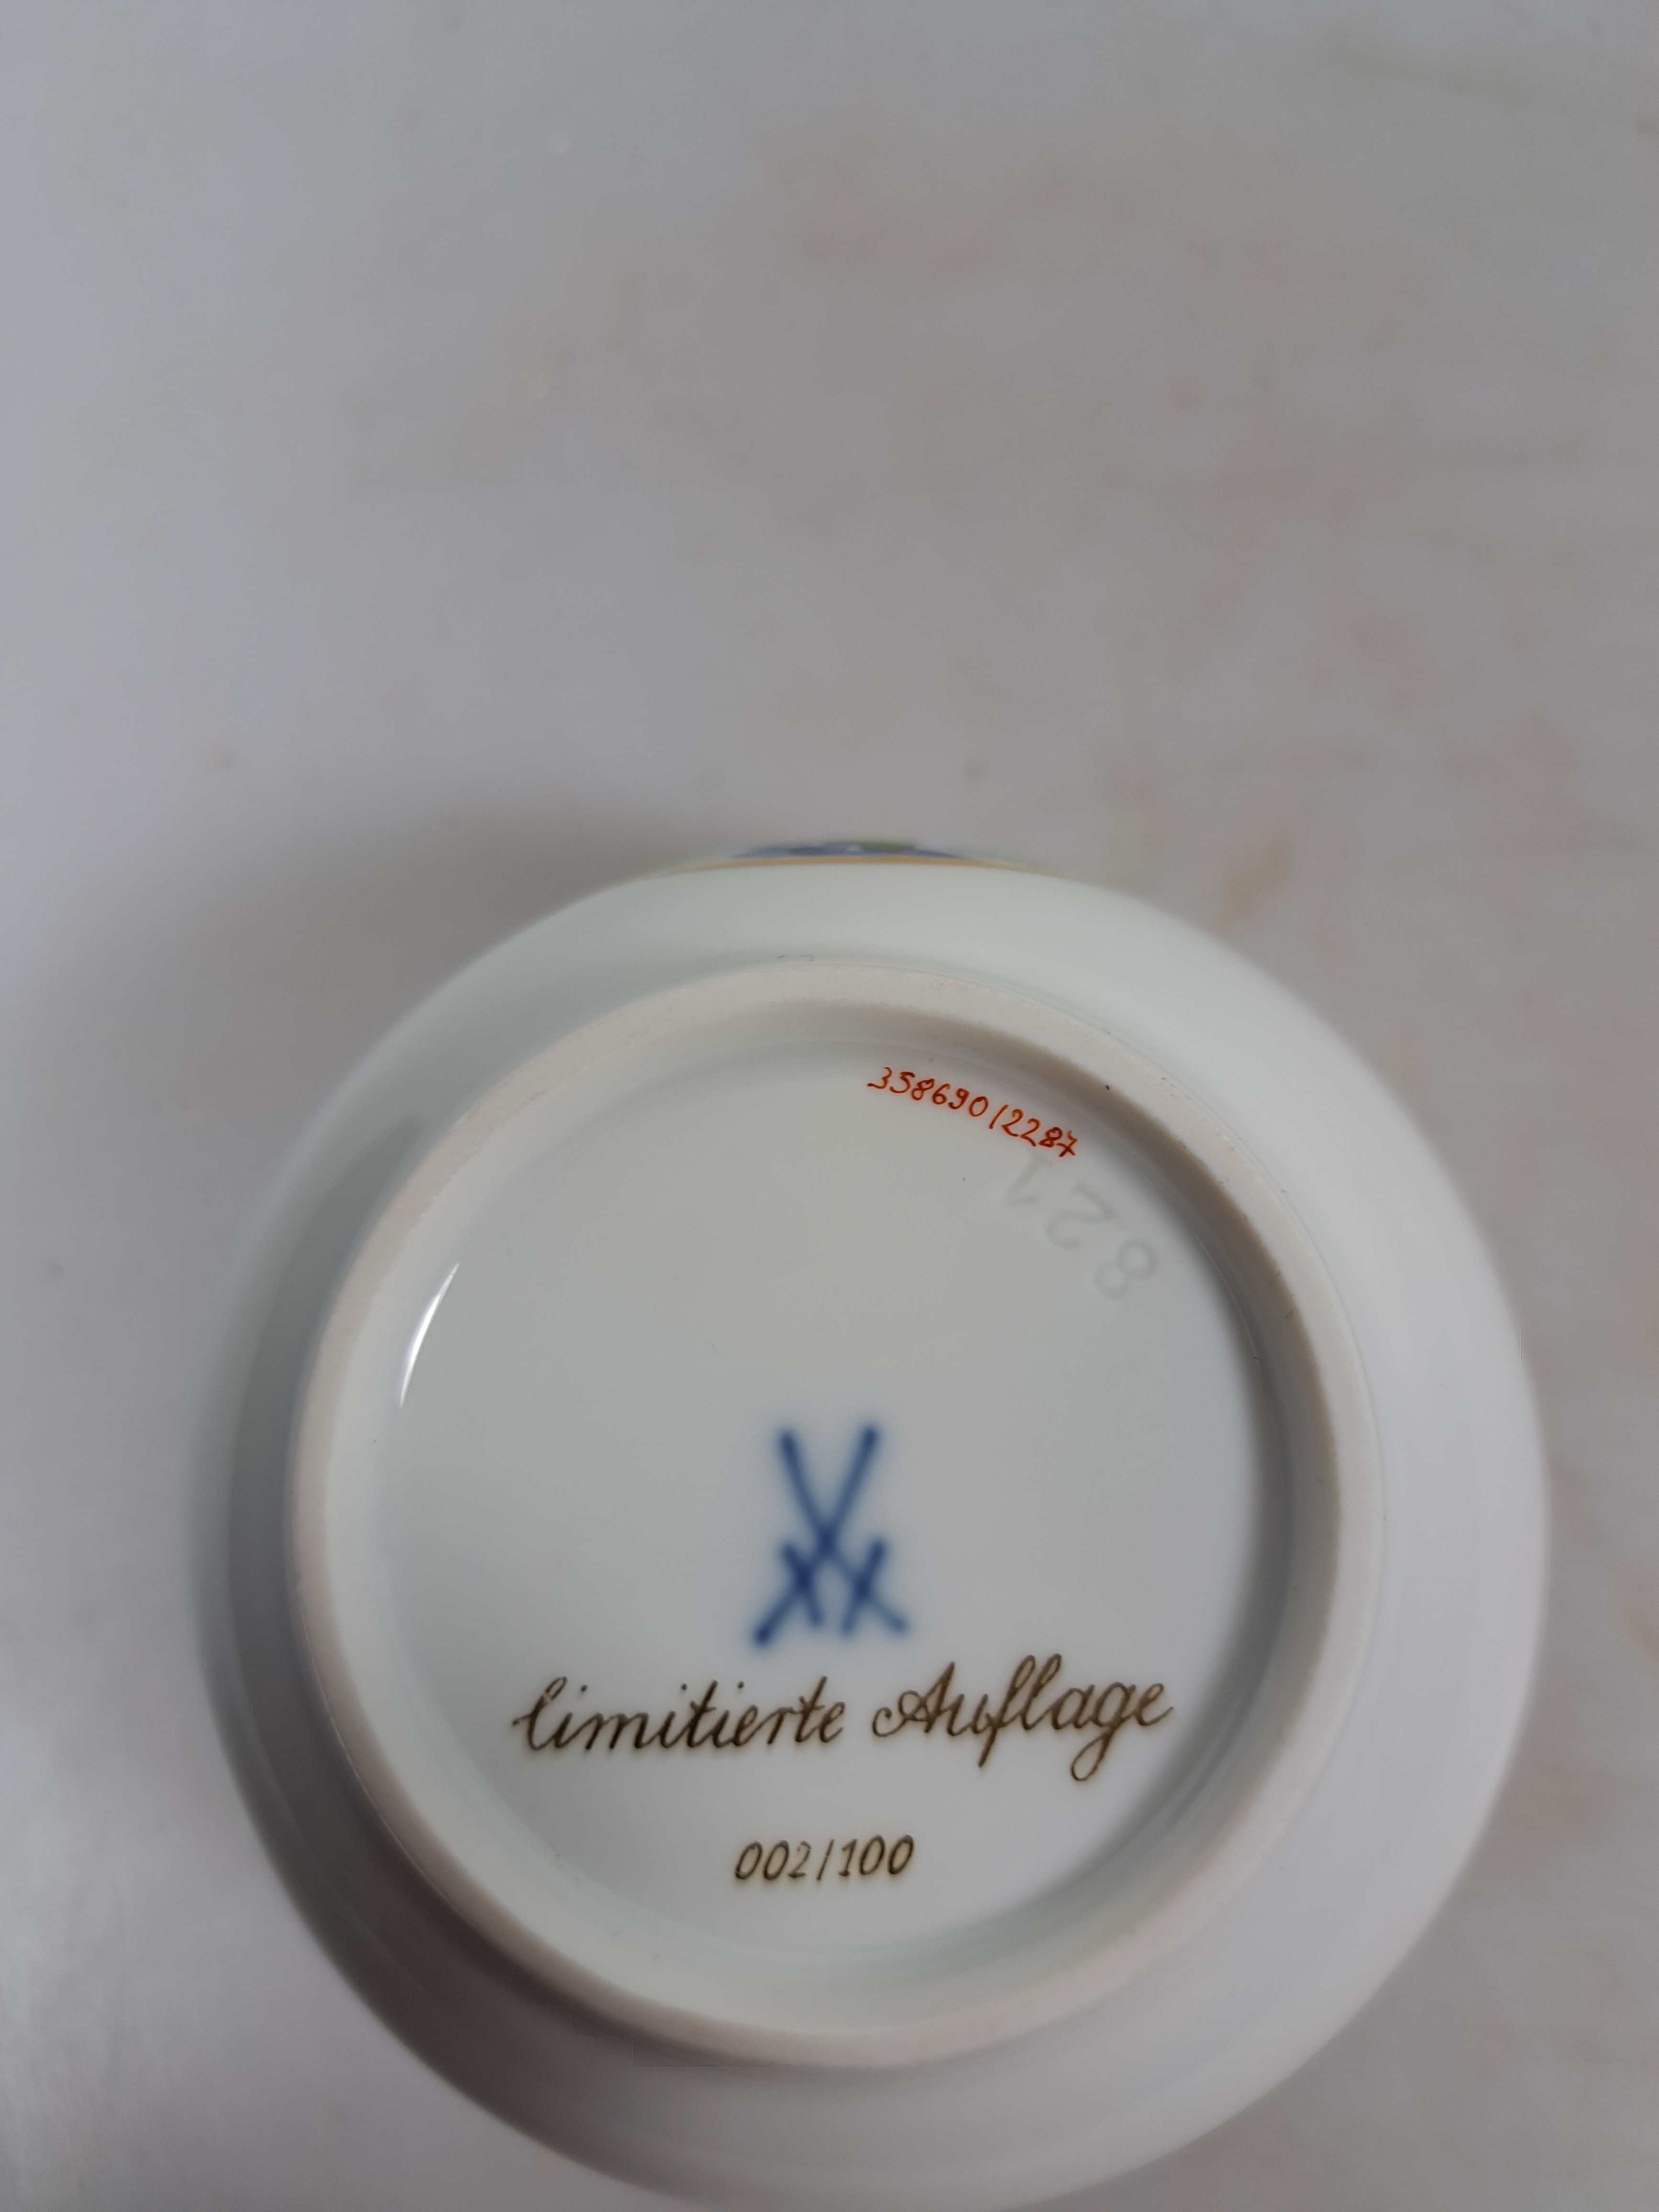 358690/2287
821
limitierte Auflage
002/100